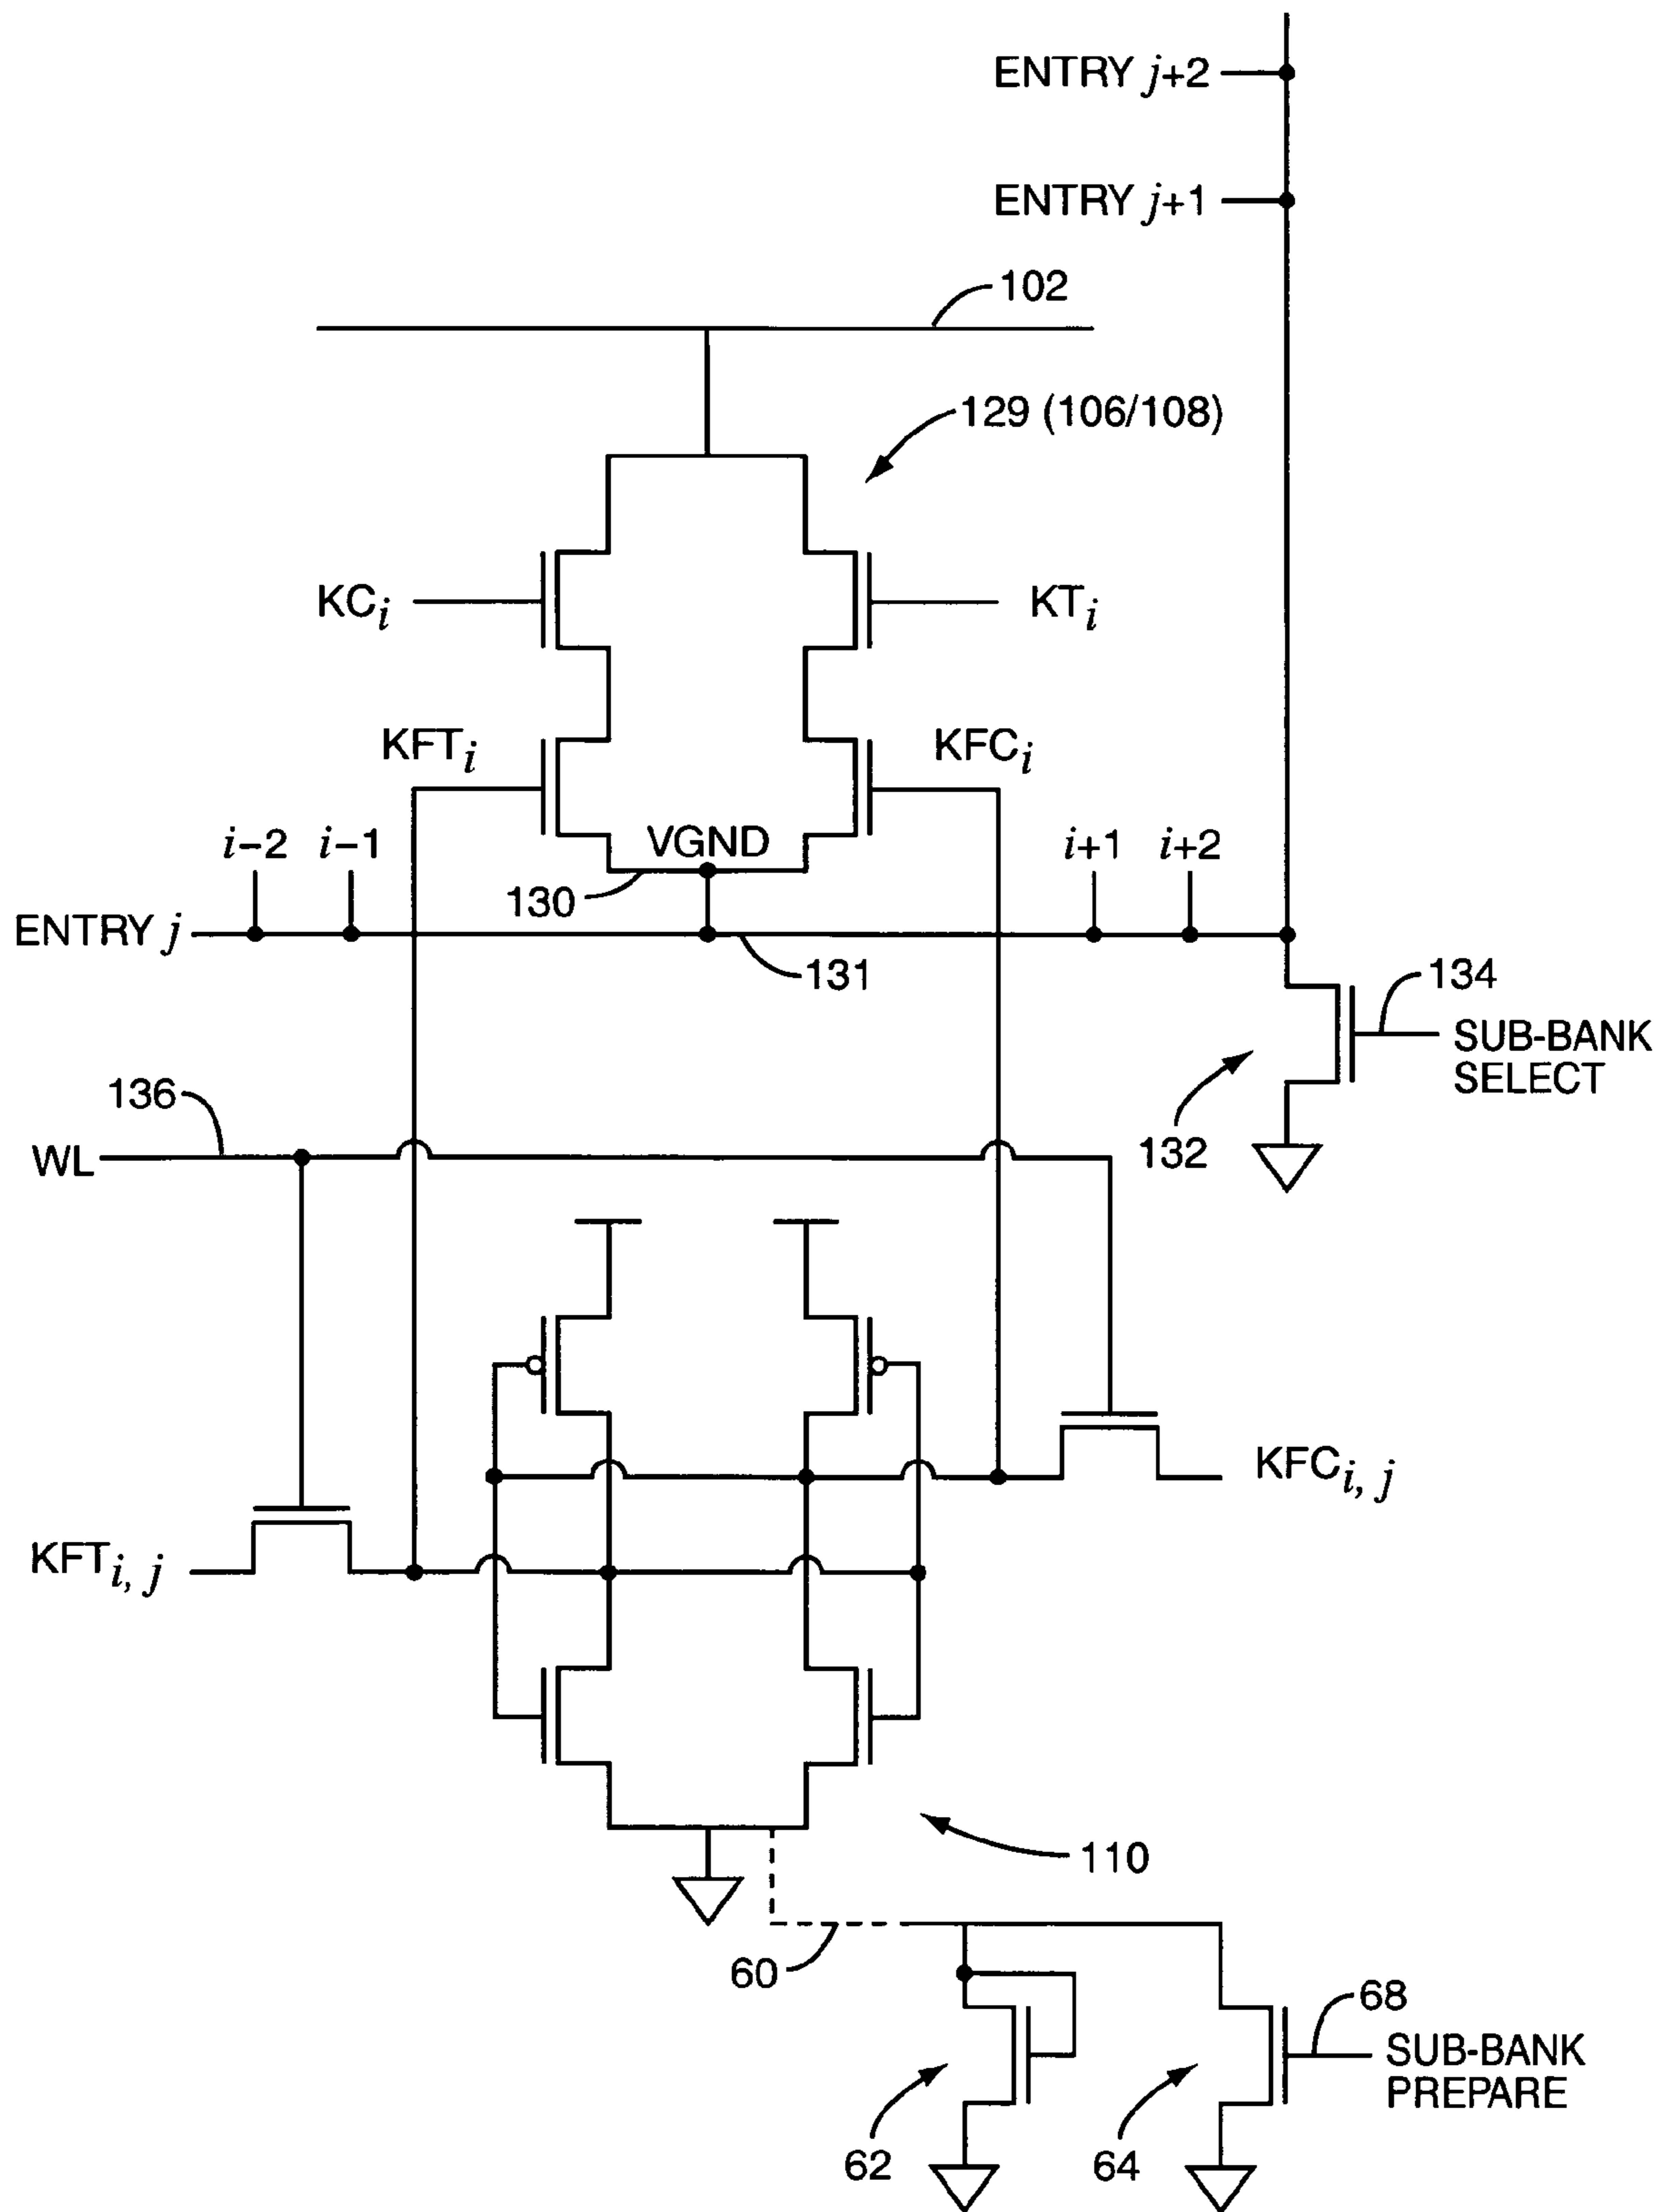 ENTRY j+2
ENTRY j+1
102
129 (106/108)
KCi
KTi
KFTi
KFCi
i−2
i−1
VGND
i+1
i+2
130
ENTRY j
131
134
SUB-BANK
SELECT
136
132
WL
KFCi, j
KFTi, j
110
60
68
SUB-BANK
PREPARE
62
64